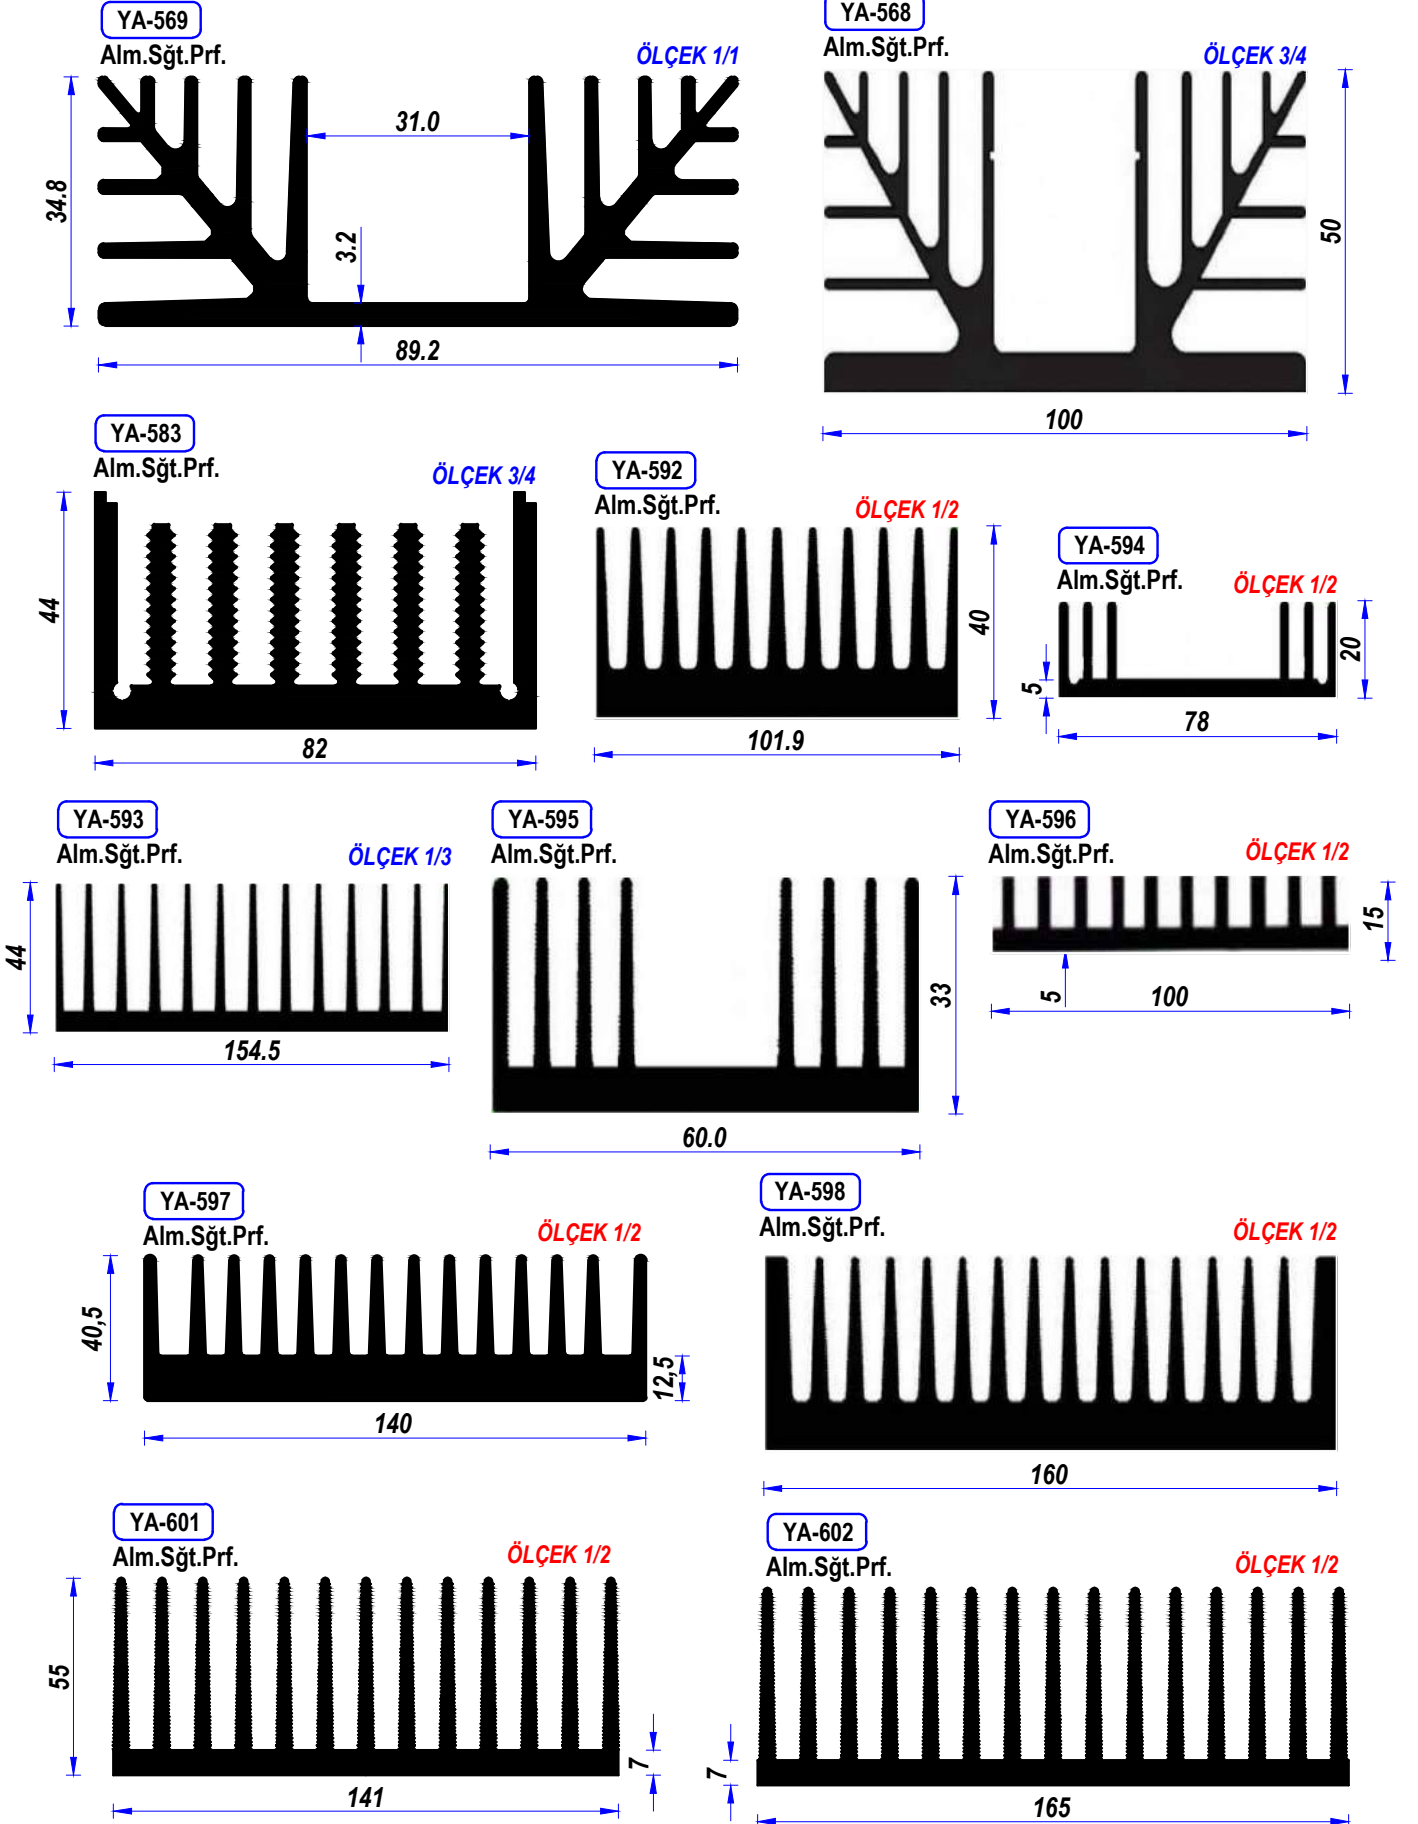 YA-569
Alm.Sğt.Prf.
ÖLÇEK 1/1
34.8
31.0
3.2
89.2
YA-568
Alm.Sğt.Prf.
ÖLÇEK 3/4
50
100
YA-583
Alm.Sğt.Prf.
ÖLÇEK 3/4
44
82
YA-592
Alm.Sğt.Prf.
ÖLÇEK 1/2
40
101.9
YA-594
Alm.Sğt.Prf.
ÖLÇEK 1/2
5
20
78
YA-593
Alm.Sğt.Prf.
ÖLÇEK 1/3
44
154.5
YA-595
Alm.Sğt.Prf.
33
60.0
YA-596
Alm.Sğt.Prf.
ÖLÇEK 1/2
15
5
100
YA-597
Alm.Sğt.Prf.
ÖLÇEK 1/2
40,5
12,5
140
YA-598
Alm.Sğt.Prf.
ÖLÇEK 1/2
160
YA-601
Alm.Sğt.Prf.
ÖLÇEK 1/2
55
7
141
YA-602
Alm.Sğt.Prf.
ÖLÇEK 1/2
7
165